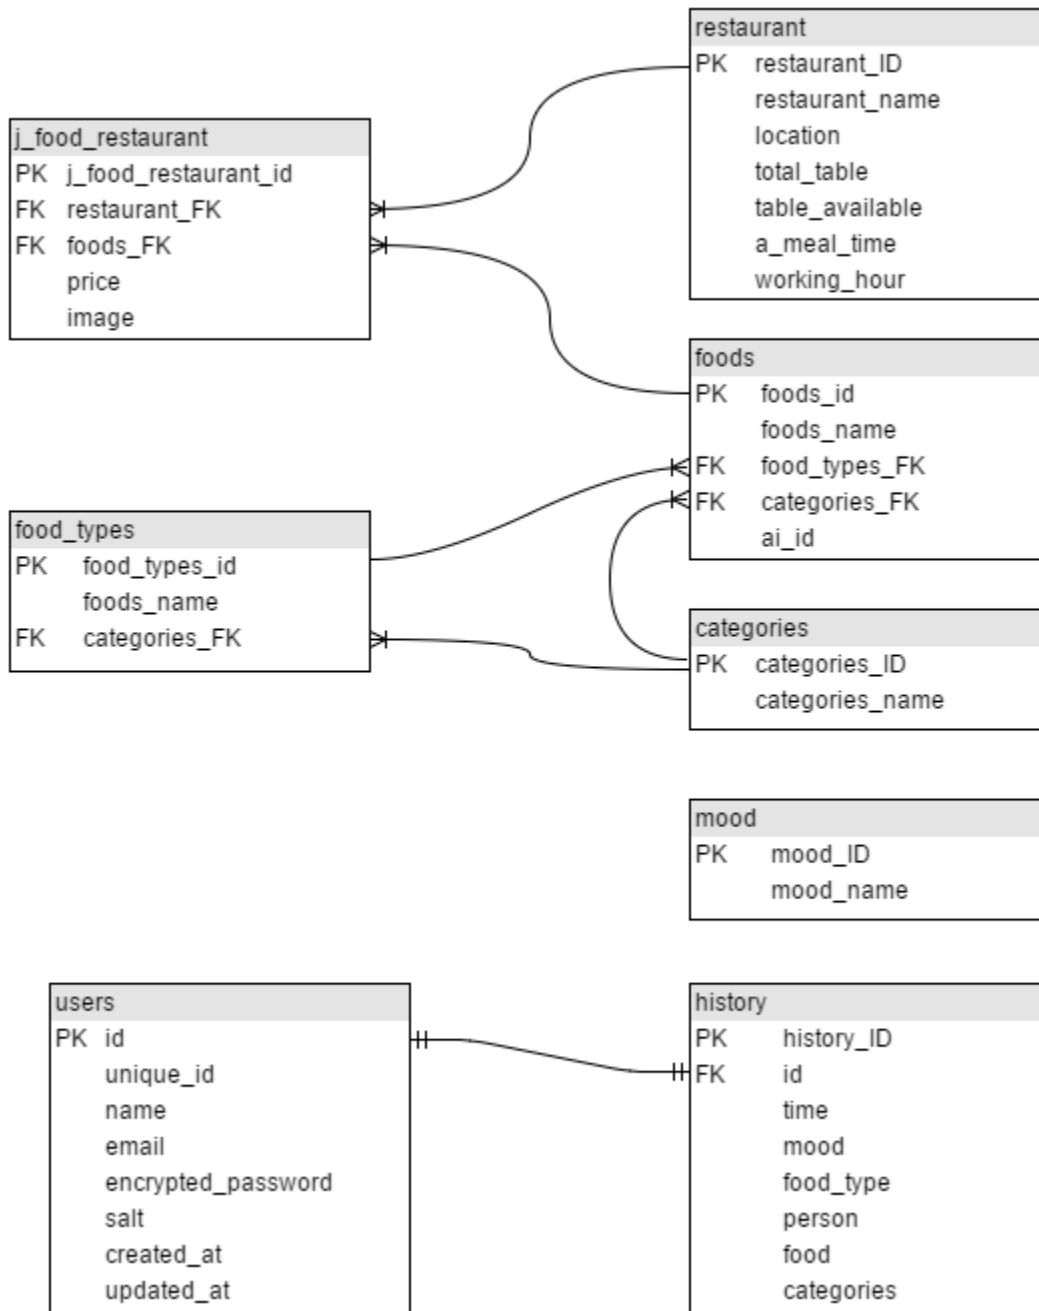 restaurant
PK restaurant_ID
restaurant_name
location
total_table
table_available
a_meal_time
working_hour
j_food_restaurant
PK j_food_restaurant_id
FK restaurant_FK
FK foods_FK
price
image
foods
PK foods_id
foods_name
FK food_types_FK
FK categories_FK
ai_id
food_types
PK food_types_id
foods_name
FK categories_FK
categories
PK categories_ID
categories_name
mood
PK mood_ID
mood_name
users
PK id
unique_id
name
email
encrypted_password
salt
created_at
updated_at
history
PK history_ID
FK id
time
mood
food_type
person
food
categories